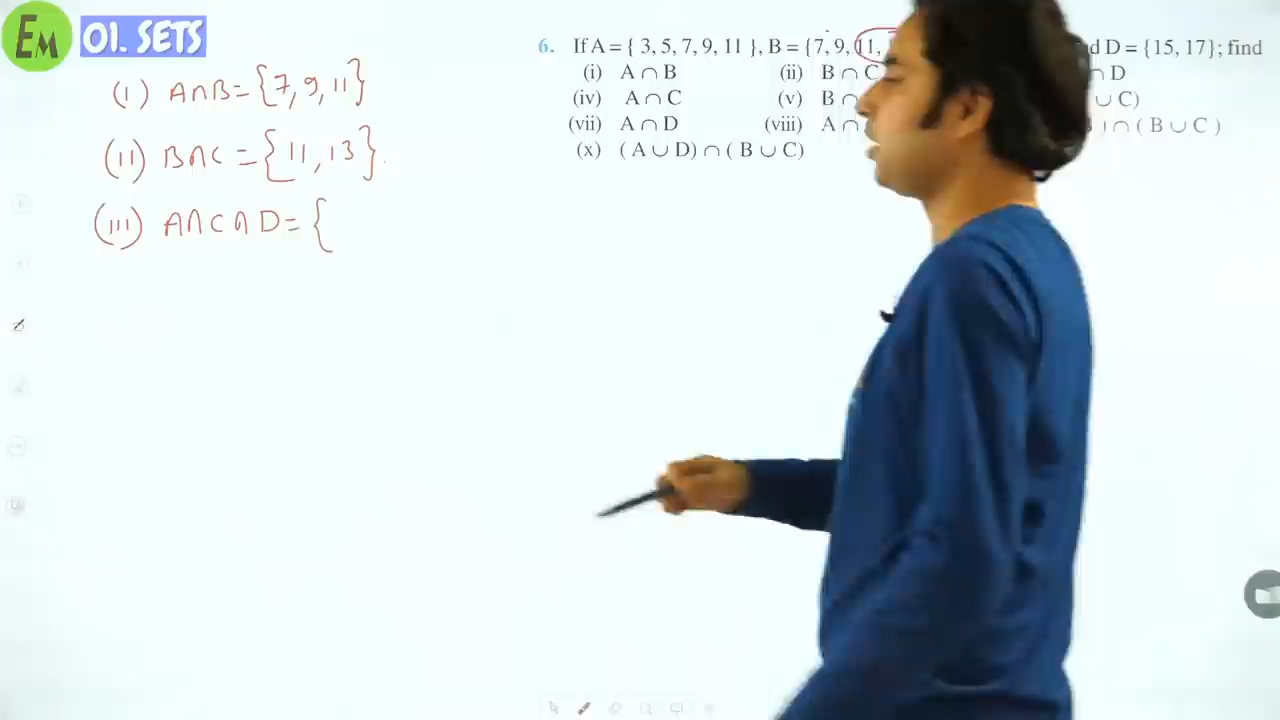 EM 01. SETS
6. If A = { 3, 5, 7, 9, 11 }, B = {7, 9, 11, d D = {15, 17}; find
(i) A ∩ B (ii) B ∩ C ∩ D
(iv) A ∩ C (v) B ∩ ∪ C)
(vii) A ∩ D (viii) A ∩ ) ∩ ( B ∪ C )
(x) ( A ∪ D) ∩ ( B ∪ C)
(i) A∩B = {7, 9, 11}
(ii) B∩C = {11, 13}.
(iii) A∩C∩D = {